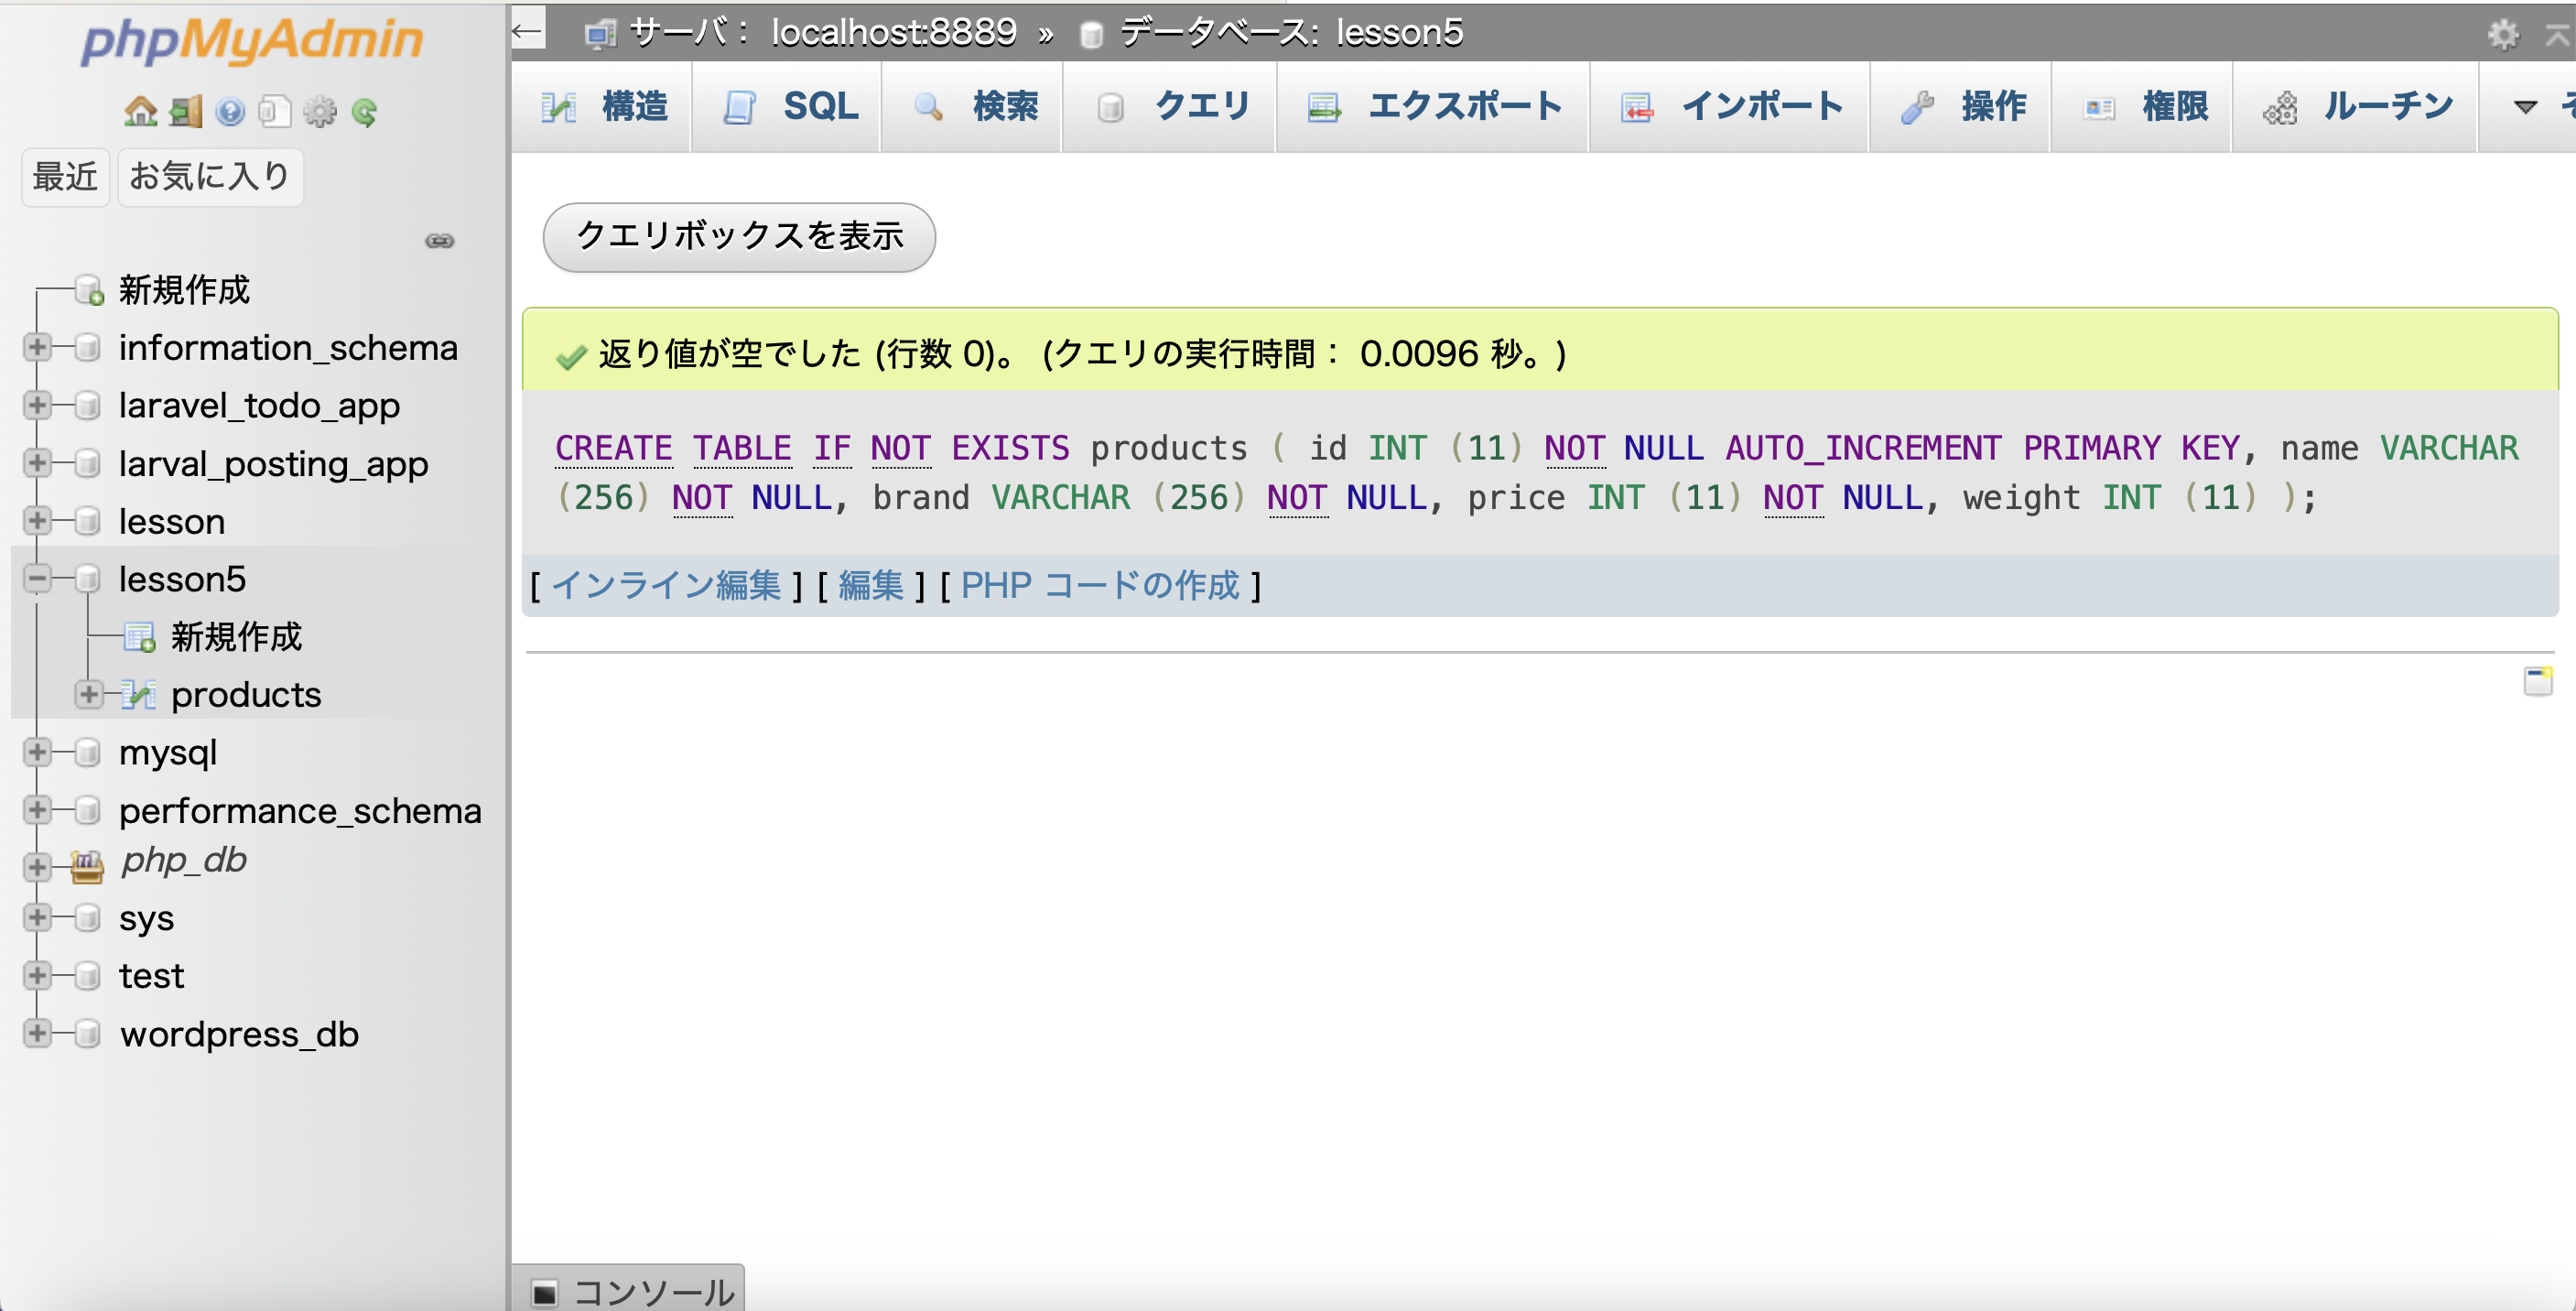 phpMyAdmin
最近 お気に入り
新規作成
information_schema
laravel_todo_app
larval_posting_app
lesson
lesson5
新規作成
products
mysql
performance_schema
php_db
sys
test
wordpress_db
サーバ： localhost:8889 » データベース: lesson5
構造 SQL 検索 クエリ エクスポート インポート 操作 権限 ルーチン
クエリボックスを表示
返り値が空でした (行数 0)。 (クエリの実行時間： 0.0096 秒。)
CREATE TABLE IF NOT EXISTS products ( id INT (11) NOT NULL AUTO_INCREMENT PRIMARY KEY, name VARCHAR
(256) NOT NULL, brand VARCHAR (256) NOT NULL, price INT (11) NOT NULL, weight INT (11) );
[ インライン編集 ] [ 編集 ] [ PHP コードの作成 ]
コンソール